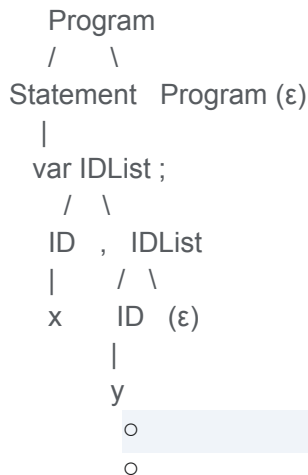 Program
/ \
Statement Program (ε)
|
var IDList ;
/ \
ID , IDList
| / \
x ID (ε)
|
y
○
○